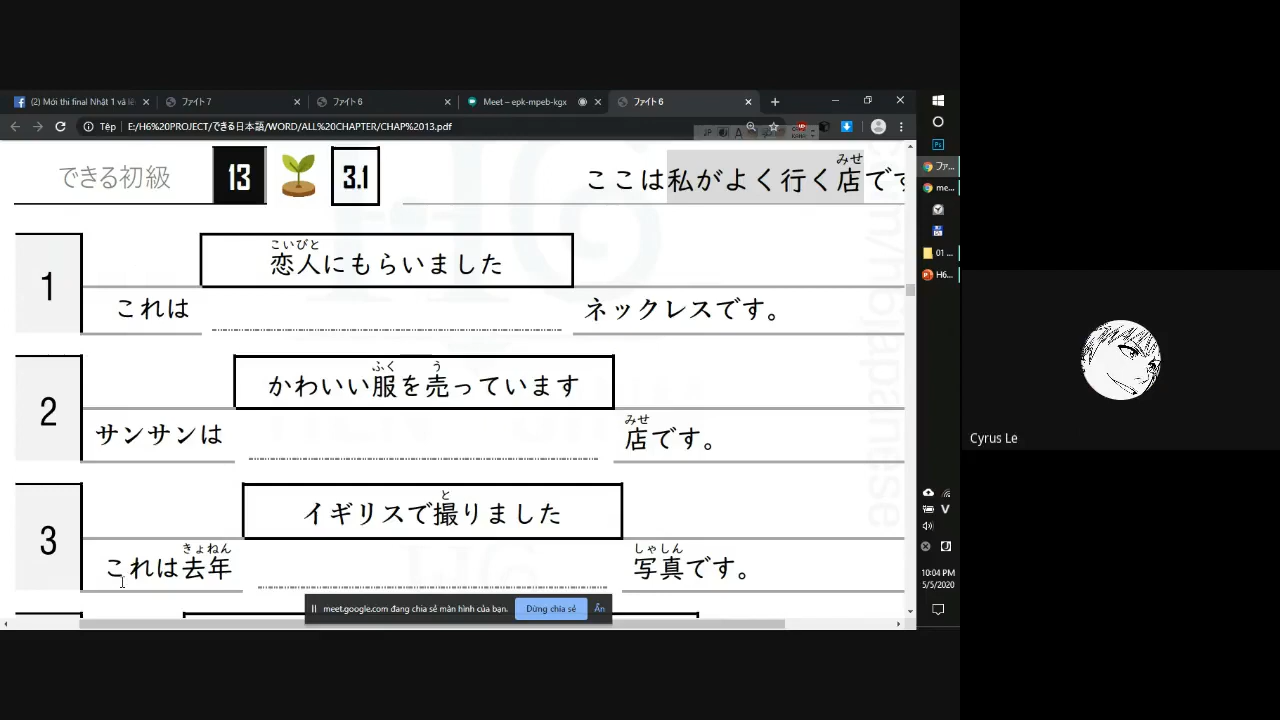 (2) Mới thi final Nhật 1 và lê
ファイト7
ファイト6
Meet – epk-mpeb-kgx
ファイト6
Tệp
E:/H6%20PROJECT/できる日本語/WORD/ALL%20CHAPTER/CHAP%2013.pdf
できる初級
13
3.1
みせ
ここは私がよく行く店です
1
こいびと
恋人にもらいました
これは
ネックレスです。
2
ふく
う
かわいい服を売っています
サンサンは
みせ
店です。
3
と
イギリスで撮りました
きょねん
これは去年
しゃしん
写真です。
meet.google.com đang chia sẻ màn hình của bạn.
Dừng chia sẻ
Ẩn
ファ...
me...
01 ...
H6...
10:04 PM
5/5/2020
Cyrus Le